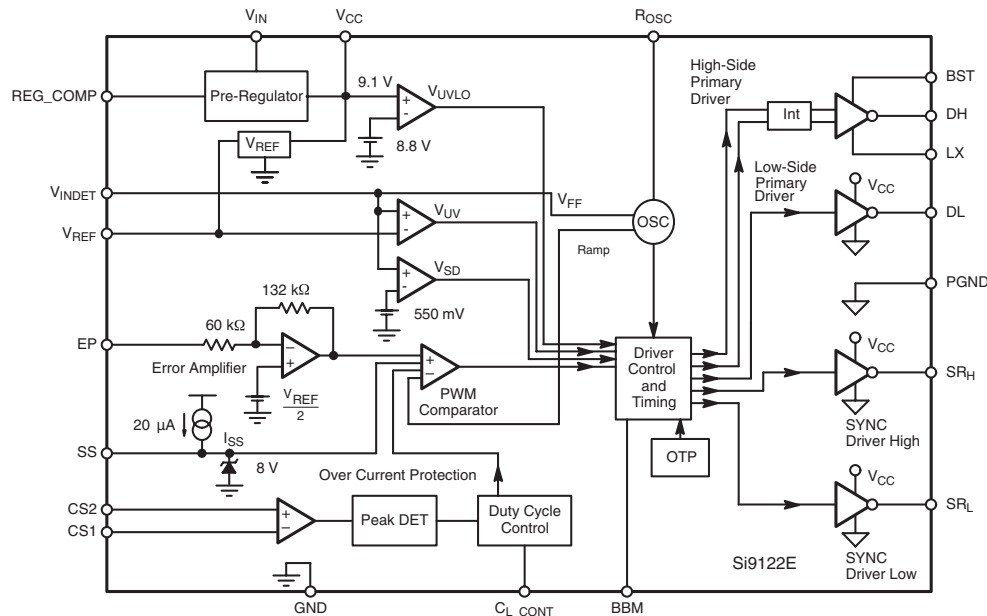 VIN
VCC
ROSC
REG_COMP
Pre-Regulator
9.1 V
VUVLO
High-Side
Primary
Driver
Int
BST
DH
LX
VREF
8.8 V
Low-Side
Primary
Driver
VCC
DL
VINDET
VFF
VUV
OSC
VREF
Ramp
VSD
550 mV
PGND
132 kΩ
60 kΩ
EP
Error Amplifier
VREF
2
PWM
Comparator
Driver
Control
and
Timing
VCC
SRH
SYNC
Driver High
20 μA
ISS
SS
8 V
OTP
Over Current Protection
CS2
CS1
Peak DET
Duty Cycle
Control
VCC
SRL
SYNC
Driver Low
Si9122E
GND
CL_CONT
BBM
+
-
+
-
+
-
−
+
+
−
+
−